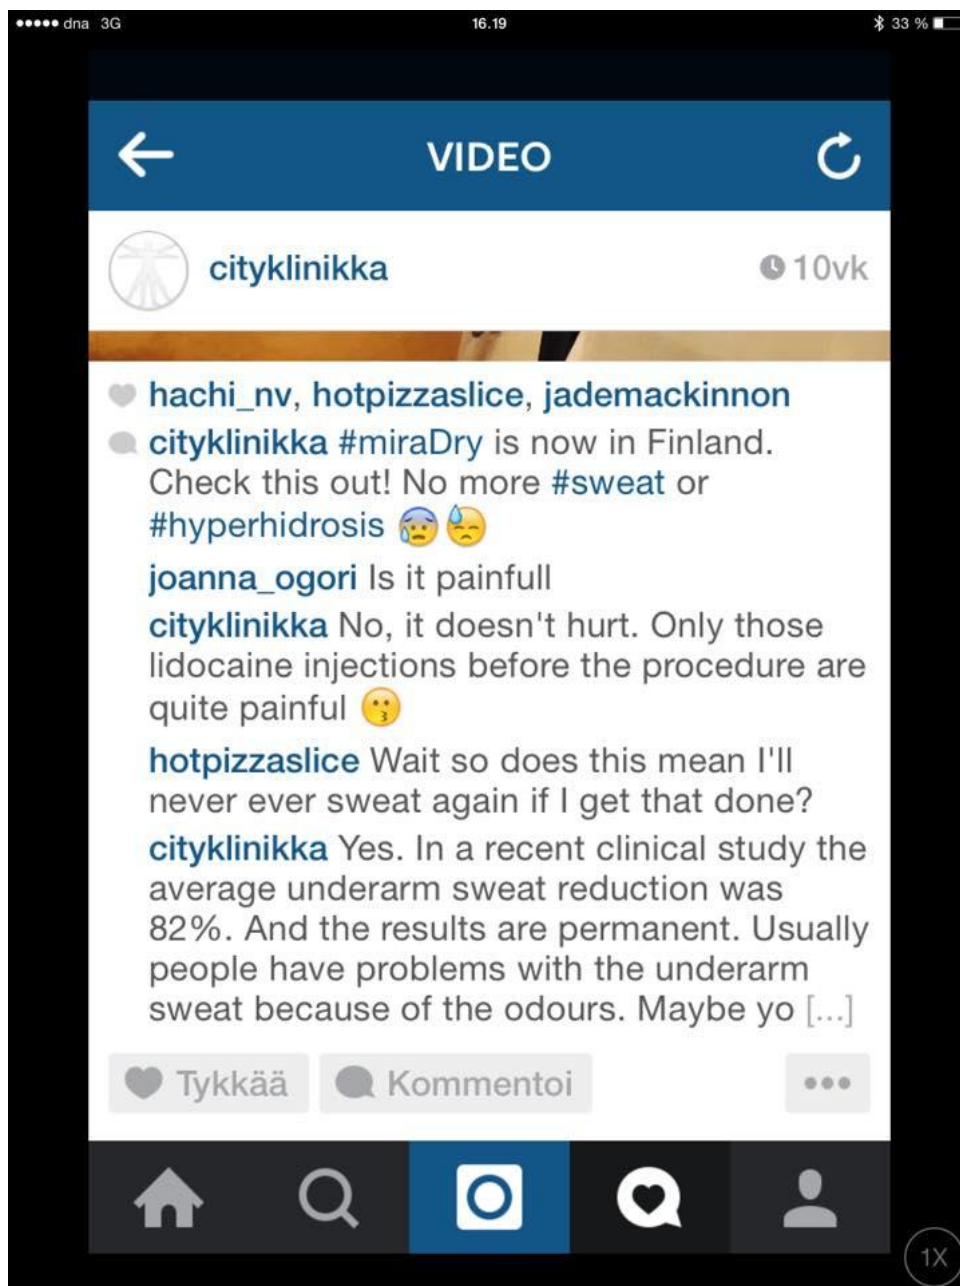 dna 3G 16.19 33 %
VIDEO
cityklinikka 10vk
hachi_nv, hotpizzaslice, jademackinnon
cityklinikka #miraDry is now in Finland.
Check this out! No more #sweat or
#hyperhidrosis 😰😓
joanna_ogori Is it painfull
cityklinikka No, it doesn't hurt. Only those
lidocaine injections before the procedure are
quite painful 😗
hotpizzaslice Wait so does this mean I'll
never ever sweat again if I get that done?
cityklinikka Yes. In a recent clinical study the
average underarm sweat reduction was
82%. And the results are permanent. Usually
people have problems with the underarm
sweat because of the odours. Maybe yo [...]
Tykkää Kommentoi
1X